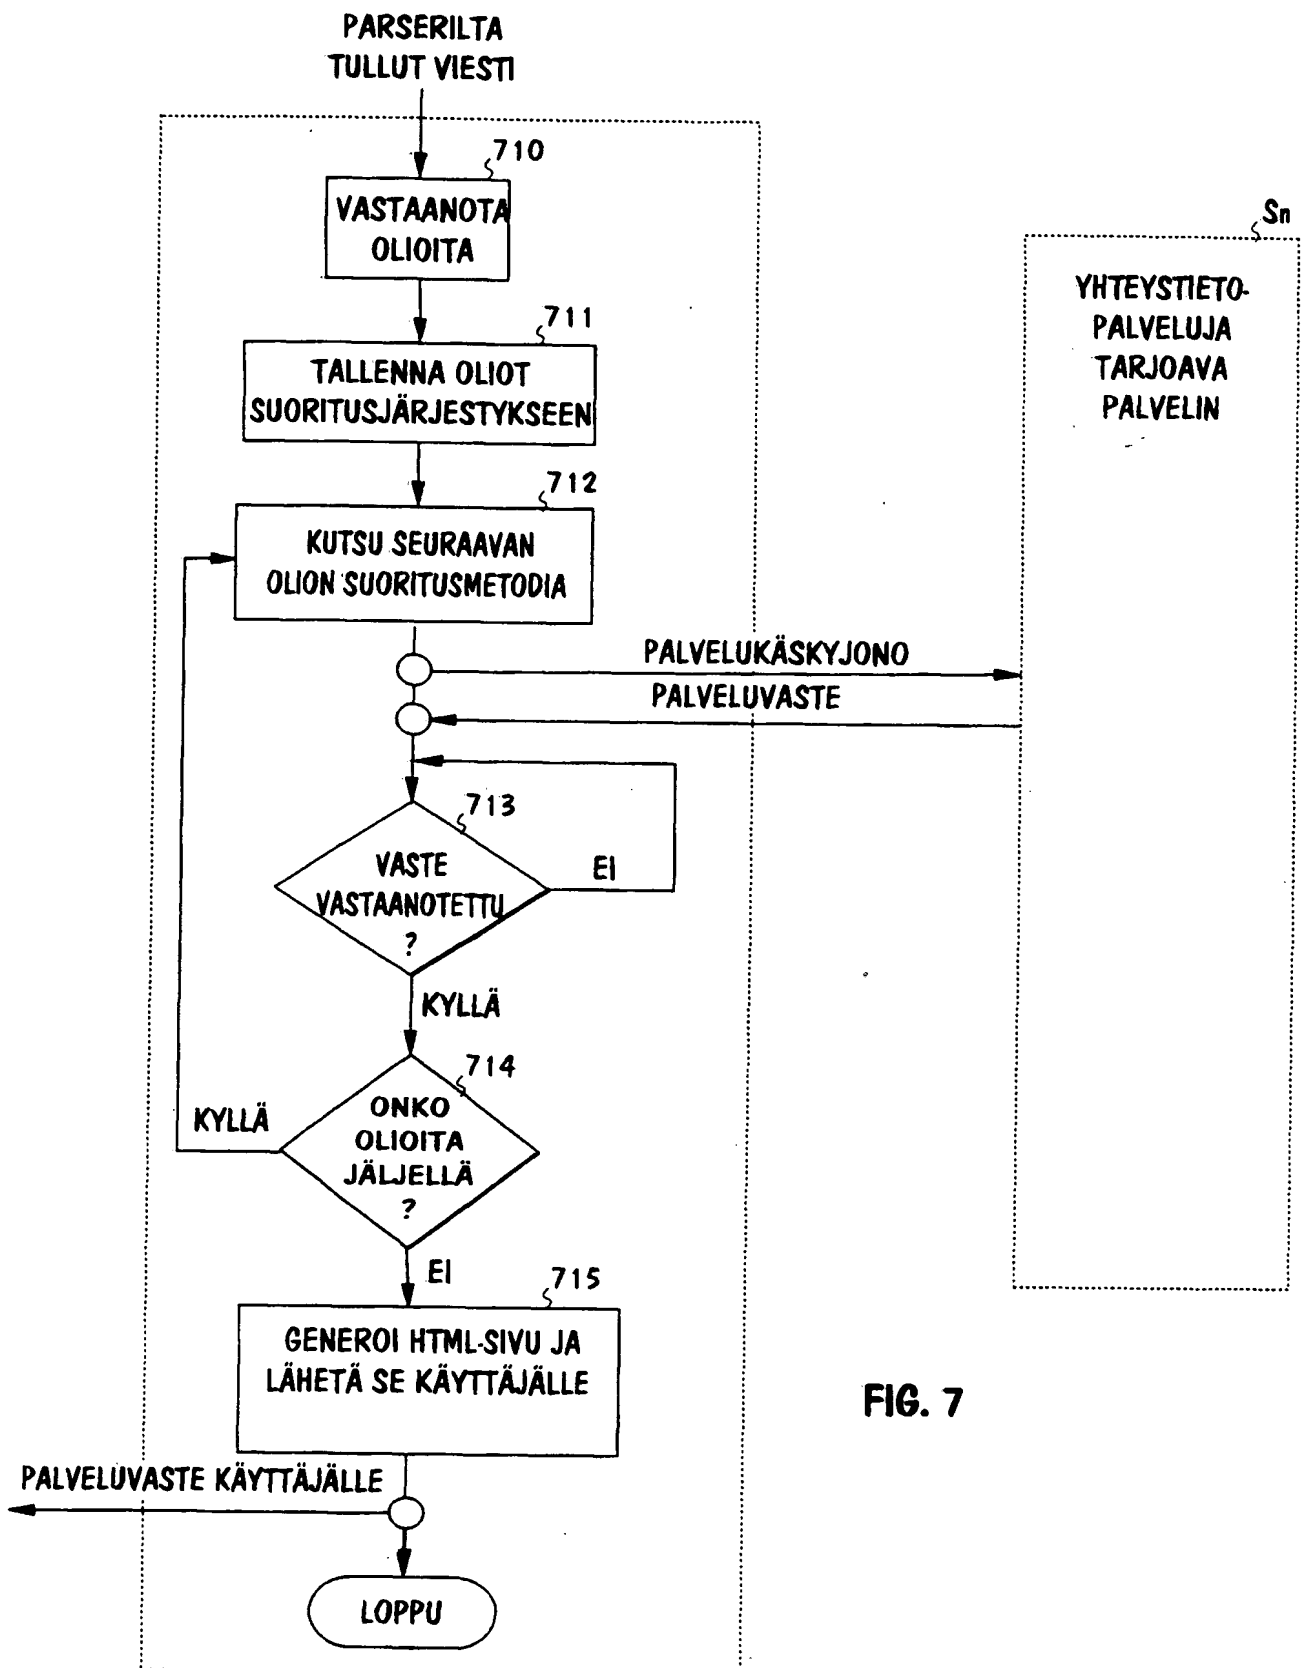 PARSERILTA
TULLUT VIESTI
710
VASTAANOTA
OLIOITA
711
TALLENNA OLIOT
SUORITUSJÄRJESTYKSEEN
712
KUTSU SEURAAVAN
OLION SUORITUSMETODIA
Sn
YHTEYSTIETO-
PALVELUJA
TARJOAVA
PALVELIN
PALVELUKÄSKYJONO
PALVELUVASTE
713
VASTE
VASTAANOTETTU
?
EI
KYLLÄ
714
ONKO
OLIOITA
JÄLJELLÄ
?
KYLLÄ
EI
715
GENEROI HTML-SIVU JA
LÄHETÄ SE KÄYTTÄJÄLLE
PALVELUVASTE KÄYTTÄJÄLLE
LOPPU
FIG. 7